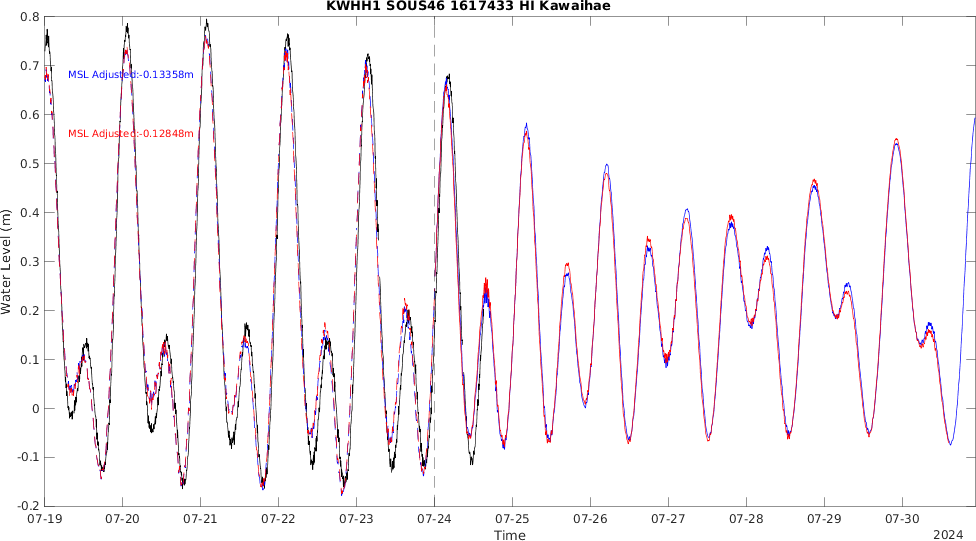 KWHH1 SOUS46 1617433 HI Kawaihae
Water Level (m)
0.8
0.7
0.6
0.5
0.4
0.3
0.2
0.1
0
-0.1
-0.2
MSL Adjusted:-0.13358m
MSL Adjusted:-0.12848m
07-19 07-20 07-21 07-22 07-23 07-24 07-25 07-26 07-27 07-28 07-29 07-30
Time
2024